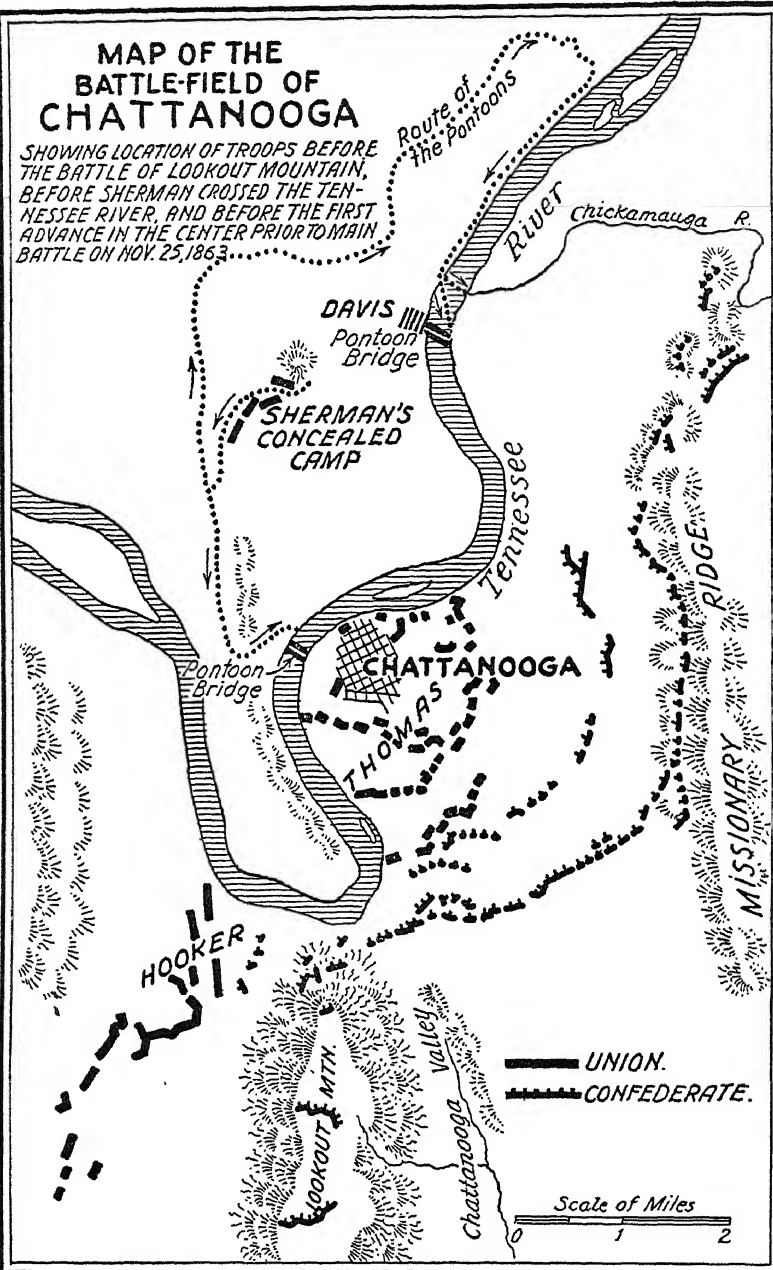 MAP OF THE
BATTLE-FIELD OF
CHATTANOOGA
SHOWING LOCATION OF TROOPS BEFORE
THE BATTLE OF LOOKOUT MOUNTAIN,
BEFORE SHERMAN CROSSED THE TEN-
NESSEE RIVER, AND BEFORE THE FIRST
ADVANCE IN THE CENTER PRIOR TO MAIN
BATTLE ON NOV. 25, 1863
Route of
the Pontoons
River
Chickamauga R.
DAVIS
Pontoon
Bridge
SHERMAN'S
CONCEALED
CAMP
Tennessee
RIDGE
Pontoon
Bridge
CHATTANOOGA
THOMAS
MISSIONARY
HOOKER
LOOKOUT MTN.
Chattanooga Valley
UNION.
CONFEDERATE.
Scale of Miles
0 1 2